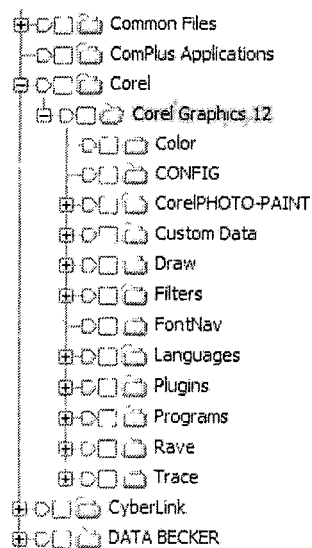 Common Files
ComPlus Applications
Corel
Corel Graphics 12
Color
CONFIG
CorelPHOTO-PAINT
Custom Data
Draw
Filters
FontNav
Languages
Plugins
Programs
Rave
Trace
CyberLink
DATA BECKER